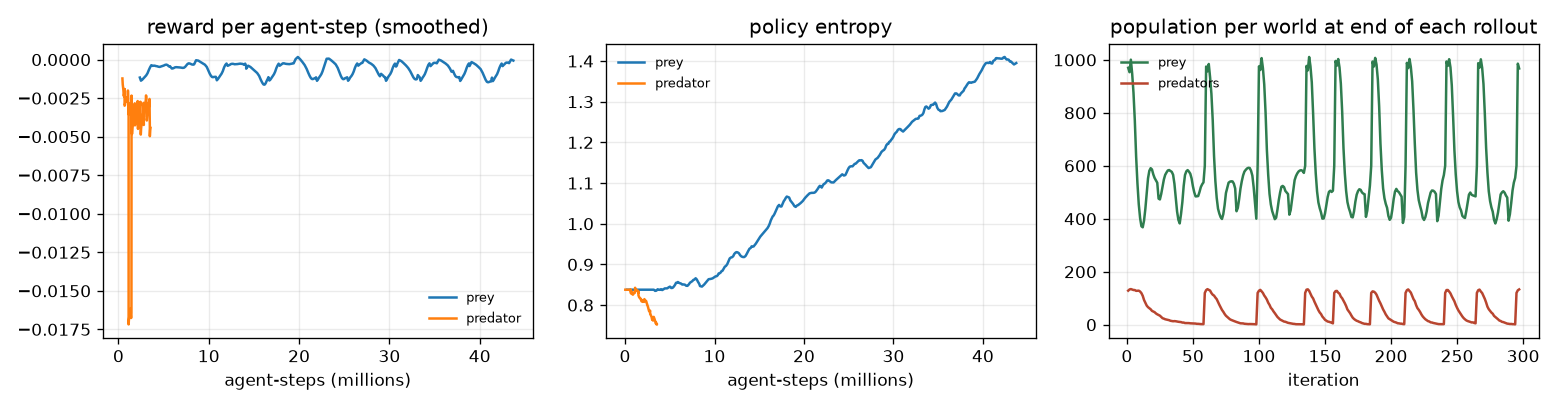 reward per agent-step (smoothed)
0.0000
−0.0025
−0.0050
−0.0075
−0.0100
−0.0125
−0.0150
−0.0175
prey
predator
0 10 20 30 40
agent-steps (millions)
policy entropy
prey
predator
1.4
1.3
1.2
1.1
1.0
0.9
0.8
0 10 20 30 40
agent-steps (millions)
population per world at end of each rollout
prey
predators
1000
800
600
400
200
0
0 50 100 150 200 250 300
iteration